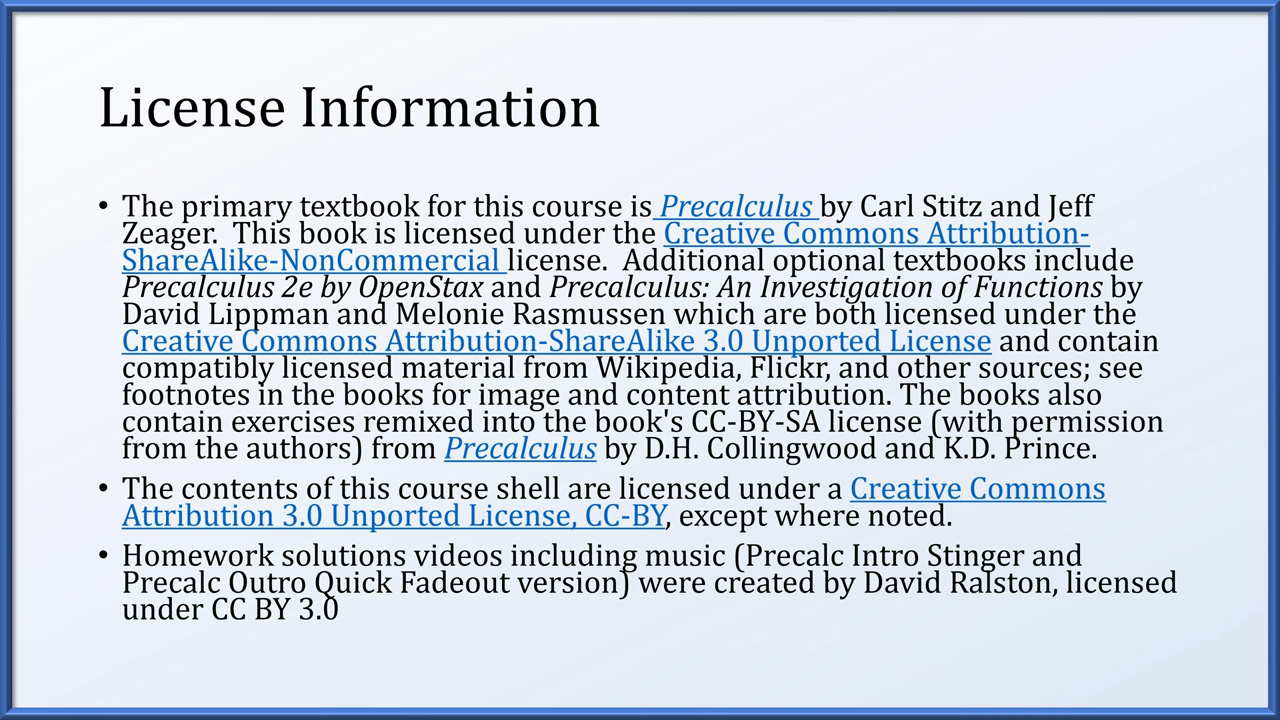 License Information
• The primary textbook for this course is Precalculus by Carl Stitz and Jeff
Zeager.  This book is licensed under the Creative Commons Attribution-
ShareAlike-NonCommercial license.  Additional optional textbooks include
Precalculus 2e by OpenStax and Precalculus: An Investigation of Functions by
David Lippman and Melonie Rasmussen which are both licensed under the
Creative Commons Attribution-ShareAlike 3.0 Unported License and contain
compatibly licensed material from Wikipedia, Flickr, and other sources; see
footnotes in the books for image and content attribution. The books also
contain exercises remixed into the book's CC-BY-SA license (with permission
from the authors) from Precalculus by D.H. Collingwood and K.D. Prince.
• The contents of this course shell are licensed under a Creative Commons
Attribution 3.0 Unported License, CC-BY, except where noted.
• Homework solutions videos including music (Precalc Intro Stinger and
Precalc Outro Quick Fadeout version) were created by David Ralston, licensed
under CC BY 3.0